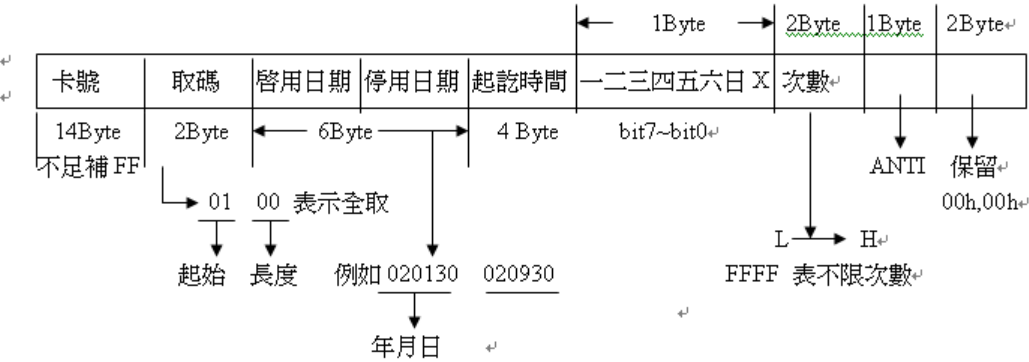 1Byte 2Byte 1Byte 2Byte
卡號 取碼 啓用日期 停用日期 起訖時間 一二三四五六日 X 次數
14Byte 2Byte 6Byte 4 Byte bit7~bit0
不足補 FF ANTI 保留
01 00 表示全取 00h,00h
L H
起始 長度 例如 020130 020930 FFFF 表不限次數
年月日